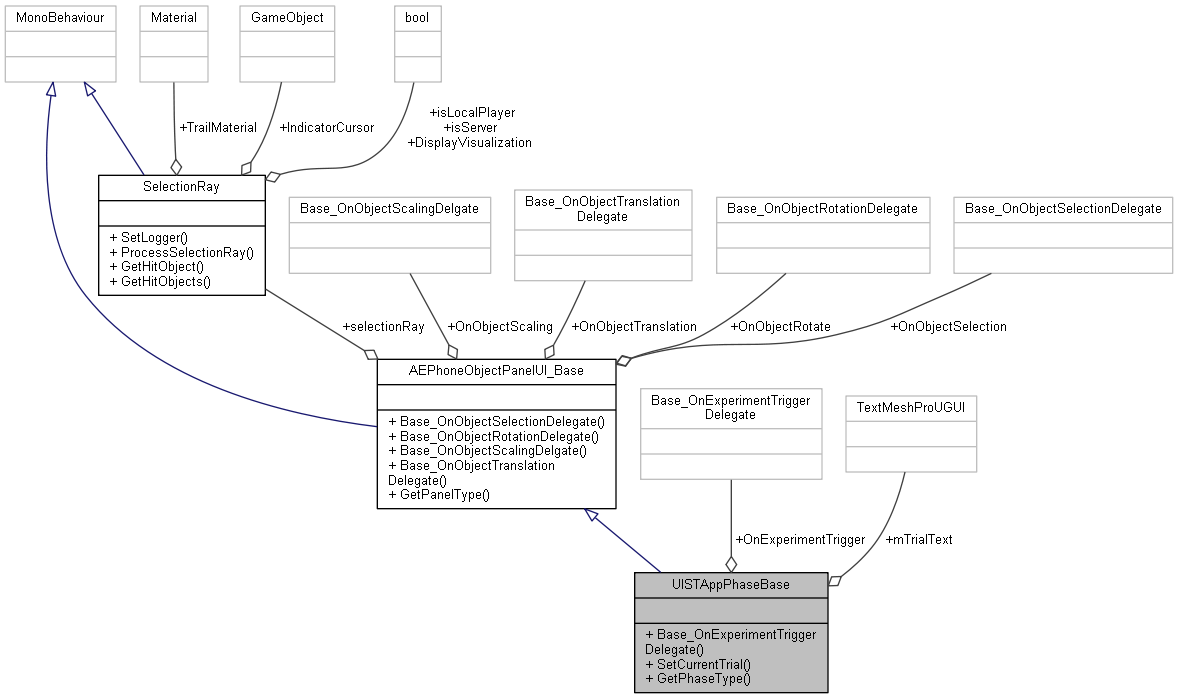 MonoBehaviour
Material
GameObject
bool
+TrailMaterial
+IndicatorCursor
+isLocalPlayer
+isServer
+DisplayVisualization
SelectionRay
+ SetLogger()
+ ProcessSelectionRay()
+ GetHitObject()
+ GetHitObjects()
Base_OnObjectScalingDelgate
Base_OnObjectTranslation
Delegate
Base_OnObjectRotationDelegate
Base_OnObjectSelectionDelegate
+selectionRay
+OnObjectScaling
+OnObjectTranslation
+OnObjectRotate
+OnObjectSelection
AEPhoneObjectPanelUI_Base
+ Base_OnObjectSelectionDelegate()
+ Base_OnObjectRotationDelegate()
+ Base_OnObjectScalingDelgate()
+ Base_OnObjectTranslation
Delegate()
+ GetPanelType()
Base_OnExperimentTrigger
Delegate
TextMeshProUGUI
+OnExperimentTrigger
+mTrialText
UISTAppPhaseBase
+ Base_OnExperimentTrigger
Delegate()
+ SetCurrentTrial()
+ GetPhaseType()